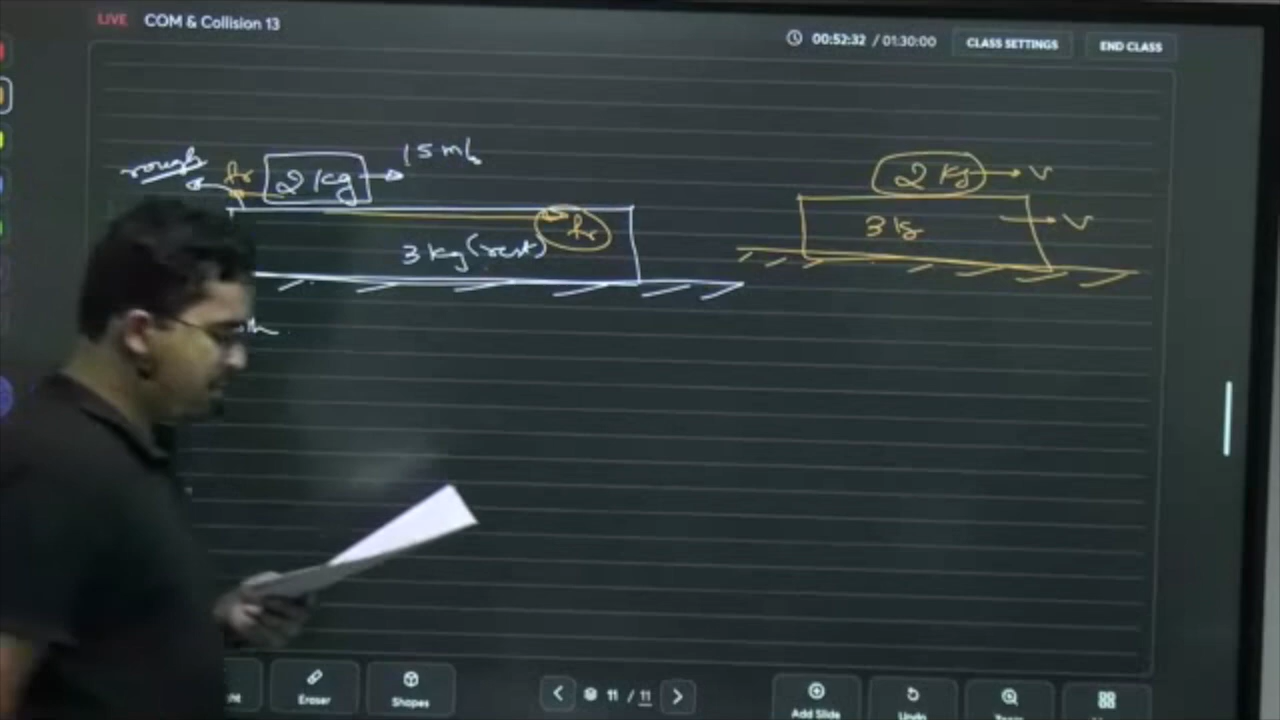 LIVE COM & Collision 13
00:52:32 / 01:30:00 CLASS SETTINGS END CLASS
rough fr 2 kg 15 m/s
fr
3 kg (rest)
2 kg v
3 kg v
Eraser Shapes 11 / 11 Add Slide Undo